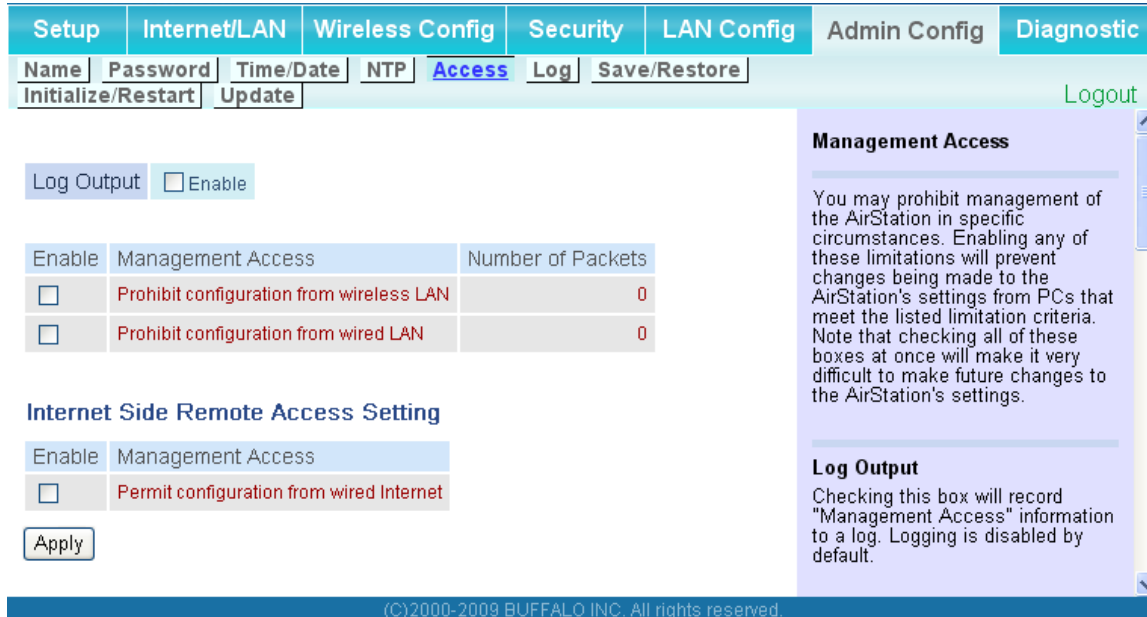 Setup Internet/LAN Wireless Config Security LAN Config Admin Config Diagnostic
Name Password Time/Date NTP Access Log Save/Restore
Initialize/Restart Update
Logout
Log Output Enable
Enable Management Access Number of Packets
Prohibit configuration from wireless LAN 0
Prohibit configuration from wired LAN 0
Internet Side Remote Access Setting
Enable Management Access
Permit configuration from wired Internet
Apply
Management Access
You may prohibit management of
the AirStation in specific
circumstances. Enabling any of
these limitations will prevent
changes being made to the
AirStation's settings from PCs that
meet the listed limitation criteria.
Note that checking all of these
boxes at once will make it very
difficult to make future changes to
the AirStation's settings.
Log Output
Checking this box will record
"Management Access" information
to a log. Logging is disabled by
default.
(C)2000-2009 BUFFALO INC. All rights reserved.